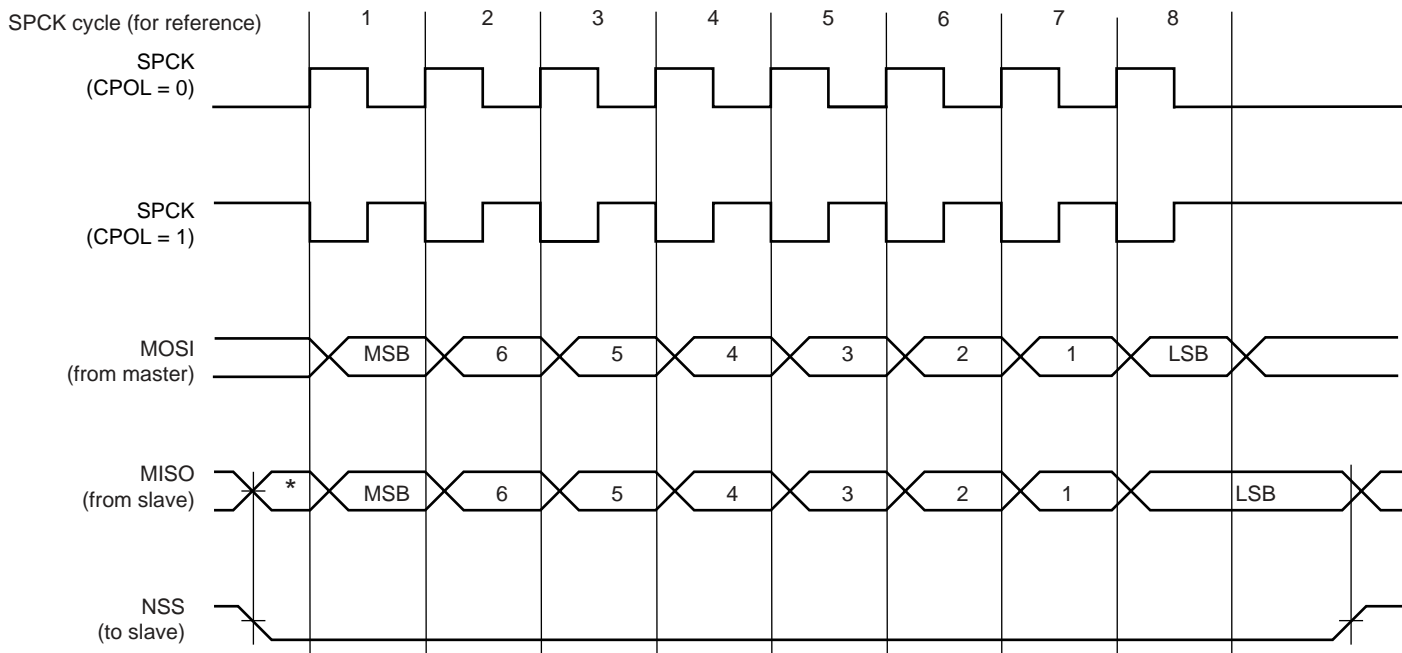 SPCK cycle (for reference) 1 2 3 4 5 6 7 8
SPCK
(CPOL = 0)
SPCK
(CPOL = 1)
MOSI
(from master)
MSB 6 5 4 3 2 1 LSB
MISO
(from slave)
* MSB 6 5 4 3 2 1 LSB
NSS
(to slave)